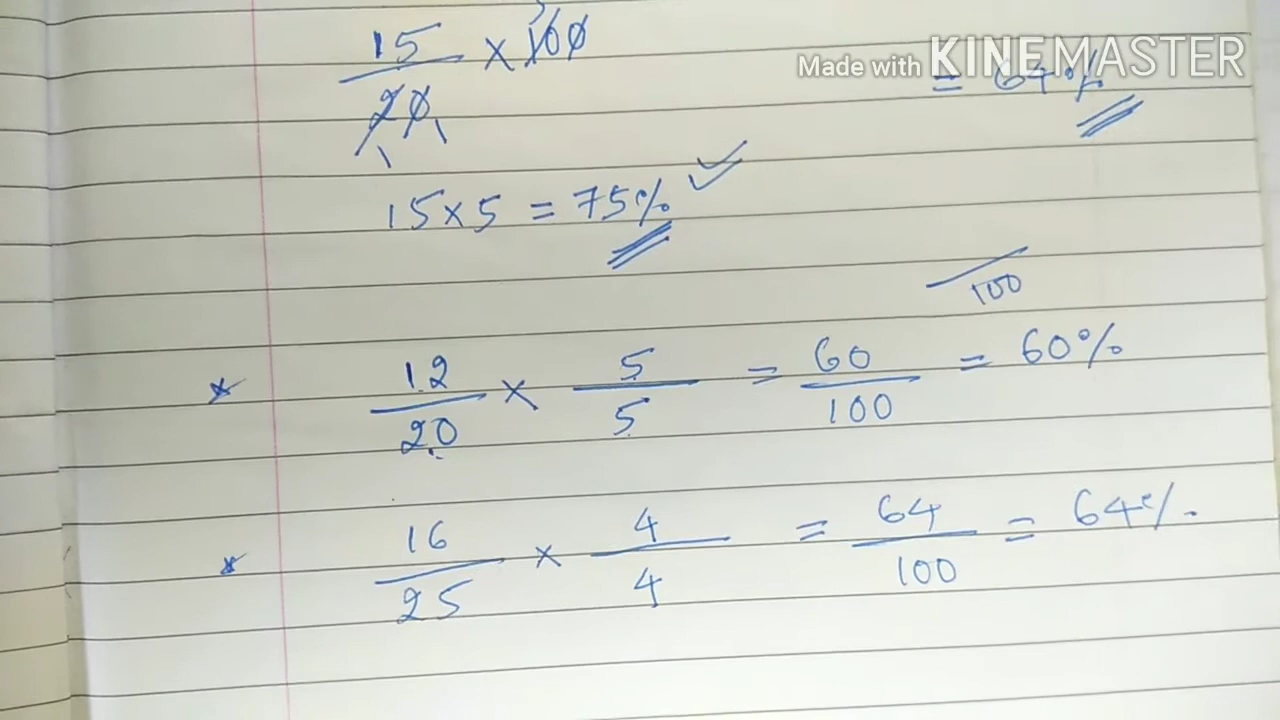 15/20 × 100
Made with KINEMASTER
= 64%
15 × 5 = 75%
/100
* 12/20 × 5/5 = 60/100 = 60%
* 16/25 × 4/4 = 64/100 = 64%